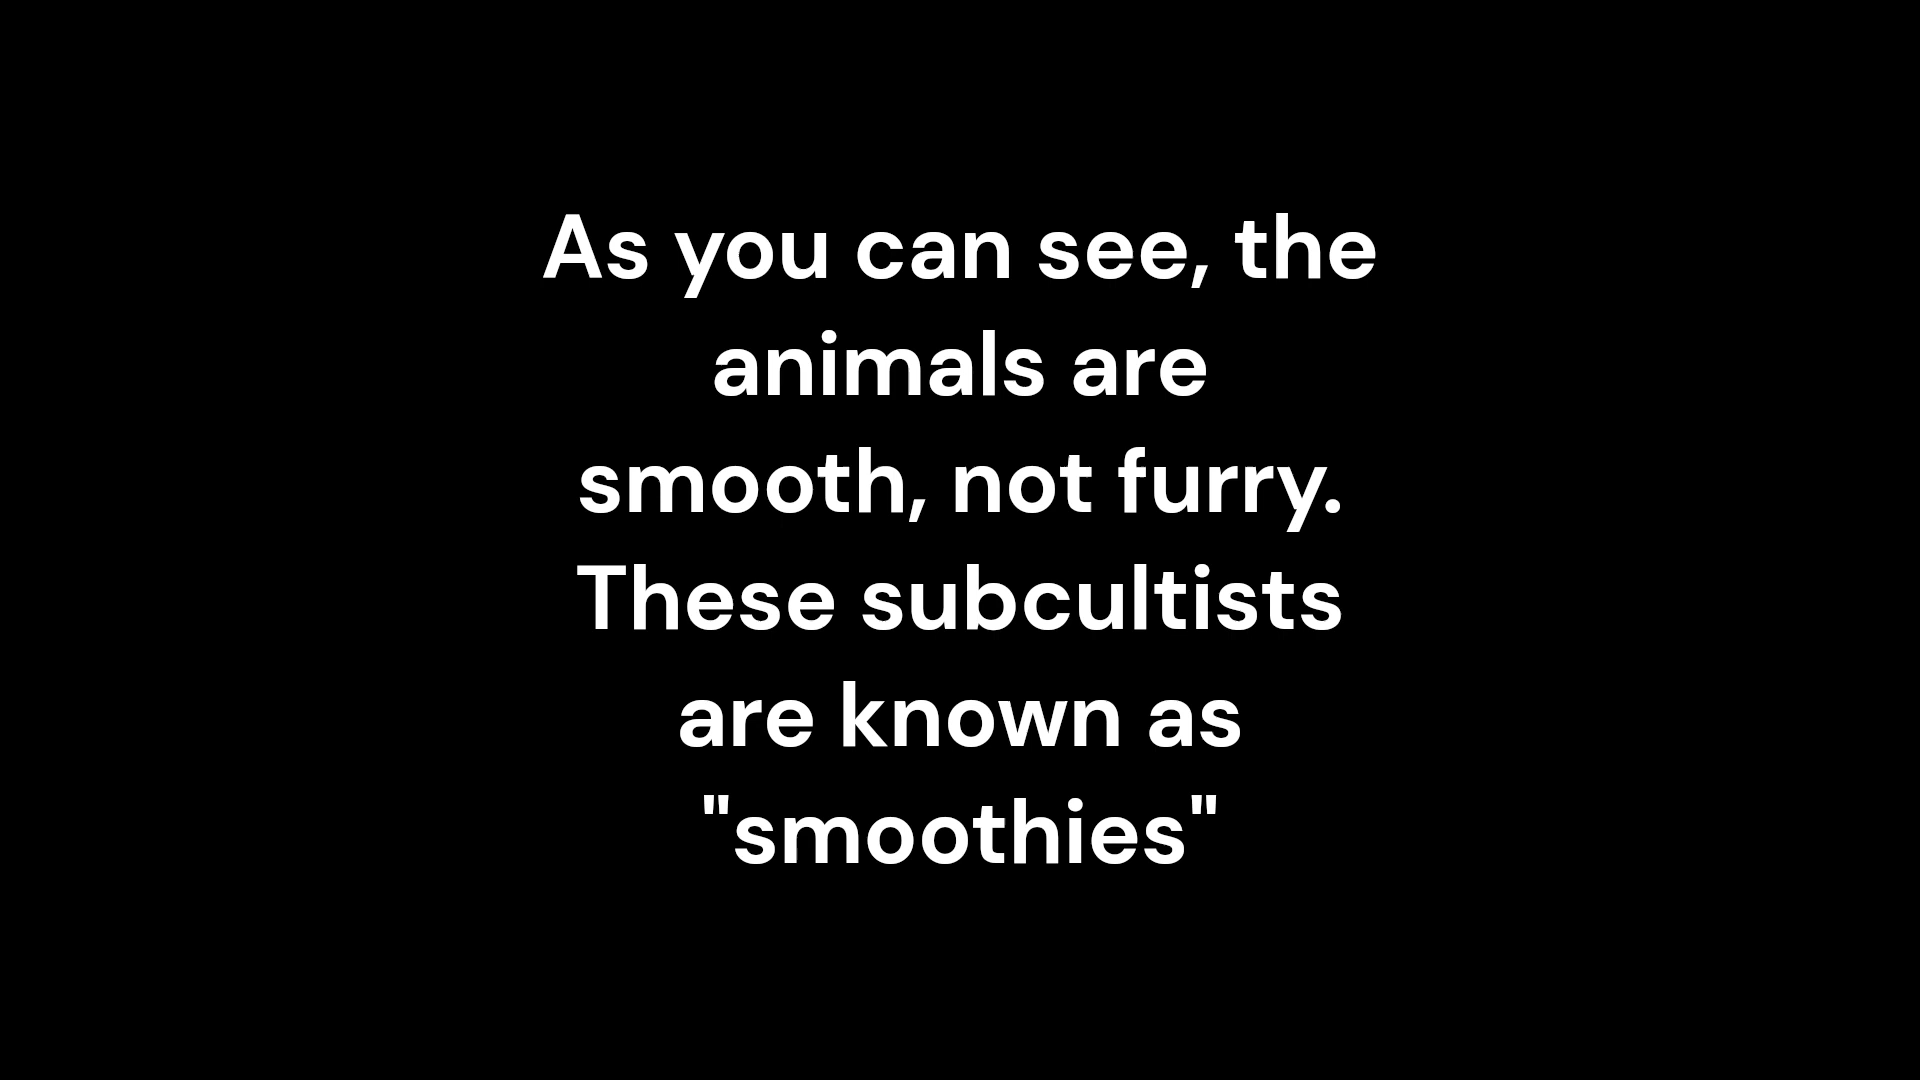 As you can see, the
animals are
smooth, not furry.
These subcultists
are known as
"smoothies"